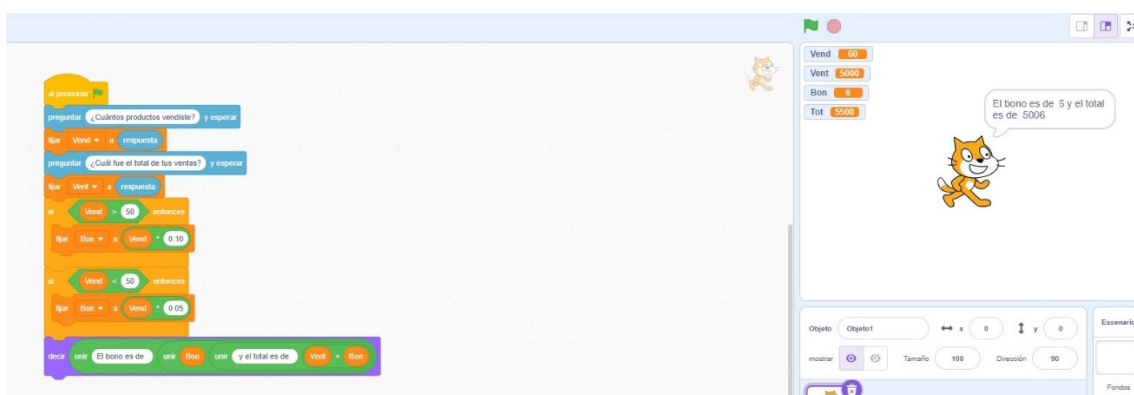 al presionar
preguntar ¿Cuántos productos vendiste? y esperar
fijar Vend a respuesta
preguntar ¿Cuál fue el total de tus ventas? y esperar
fijar Vent a respuesta
si Vend > 50 entonces
fijar Bon a Vend * 0.10
si Vend < 50 entonces
fijar Bon a Vend * 0.05
decir unir El bono es de unir Bon unir y el total es de Vent + Bon
Vend 60
Vent 5000
Bon 6
Tot 5500
El bono es de 6 y el total
es de 5006
Objeto Objeto1 x 0 y 0
mostrar Tamaño 100 Dirección 90
Escenario
Fondos